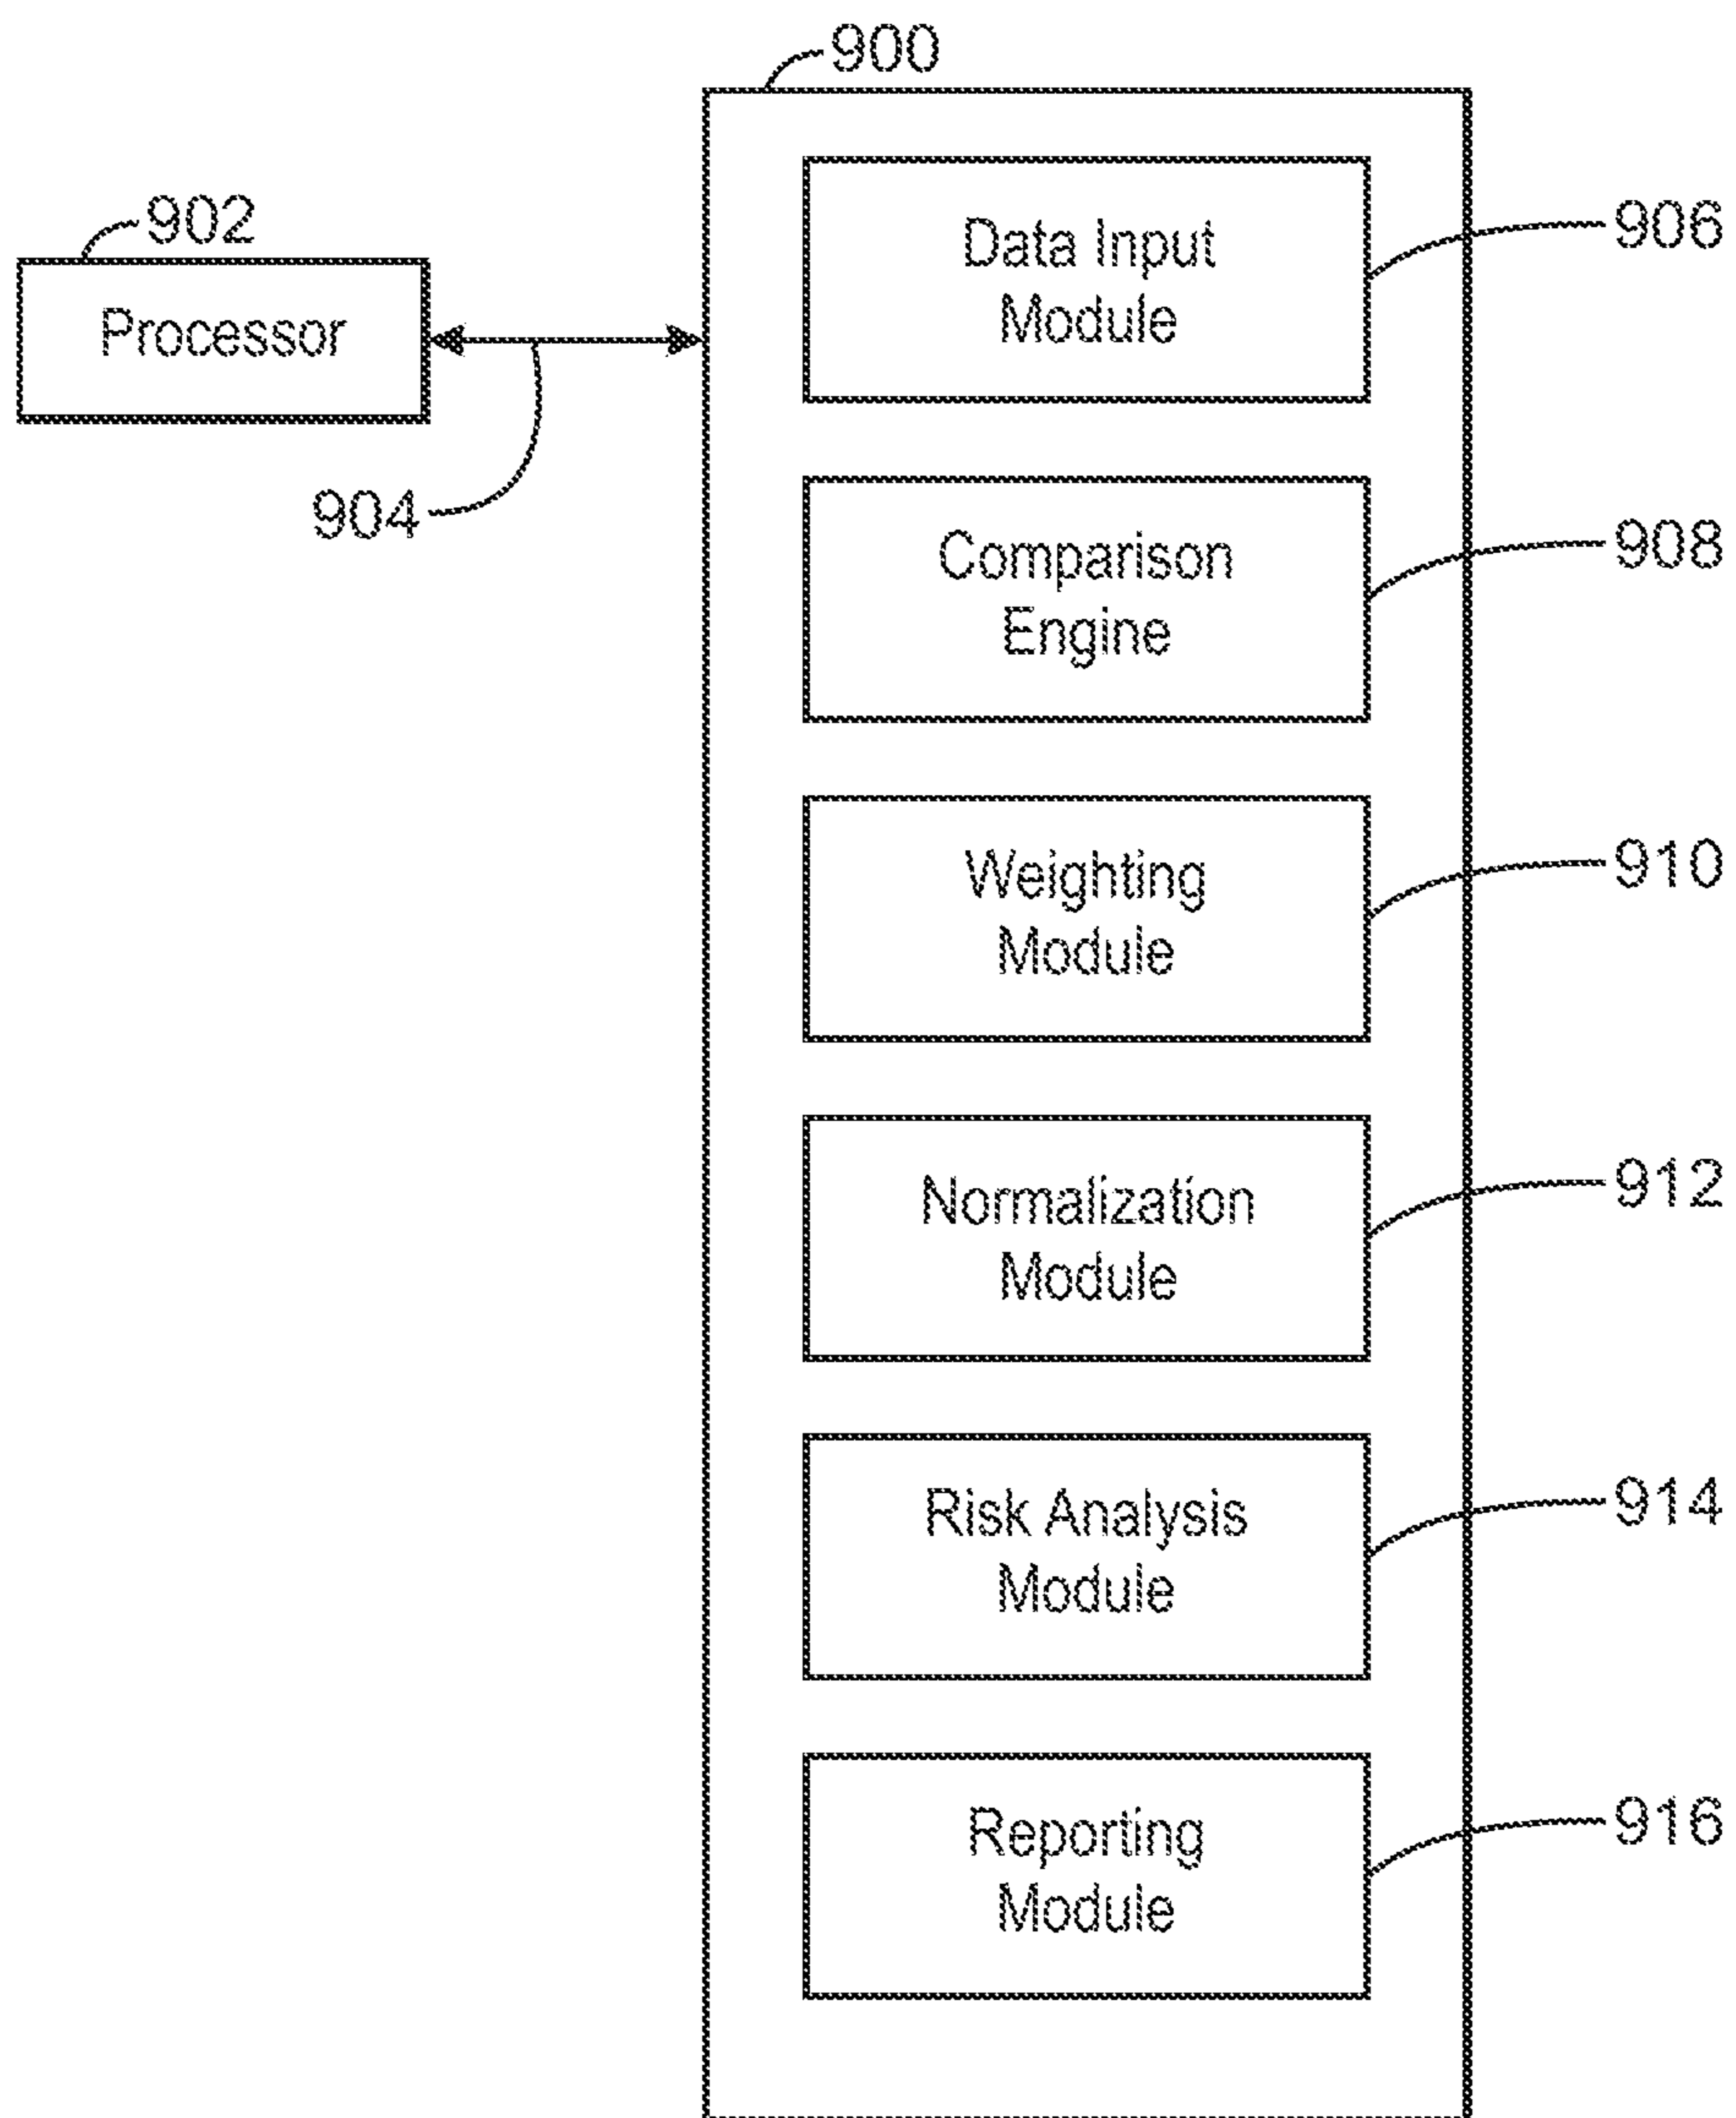 900
902
Processor
904
Data Input
Module
906
Comparison
Engine
908
Weighting
Module
910
Normalization
Module
912
Risk Analysis
Module
914
Reporting
Module
916